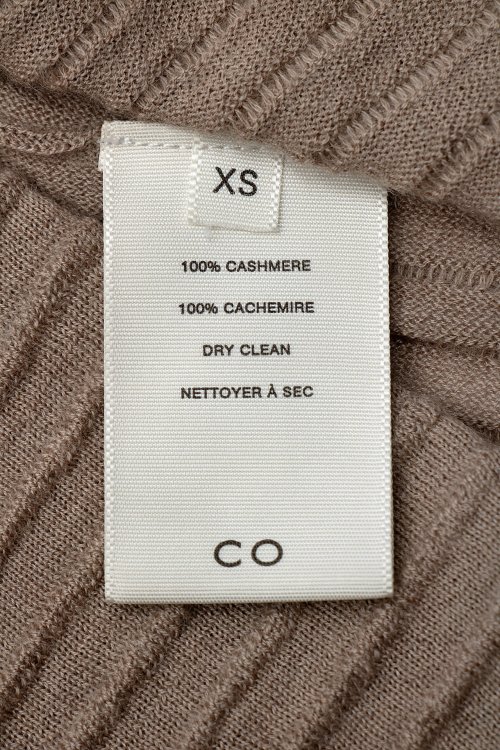 XS
100% CASHMERE
100% CACHEMIRE
DRY CLEAN
NETTOYER À SEC
CO